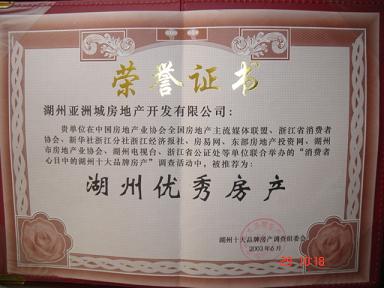 荣誉证书
湖州亚洲城房地产开发有限公司：
贵单位在中国房地产业协会全国房地产主流媒体联盟、浙江省消费者
协会、新华社浙江分社浙江经济报社、房易网、东部房地产投资网、湖州
市房地产业协会、湖州电视台、浙江省公证处等单位联合举办的“消费者
心目中的湖州十大品牌房产”调查活动中，被推荐为：
湖州优秀房产
湖州十大品牌房产调查组委会
2003年6月